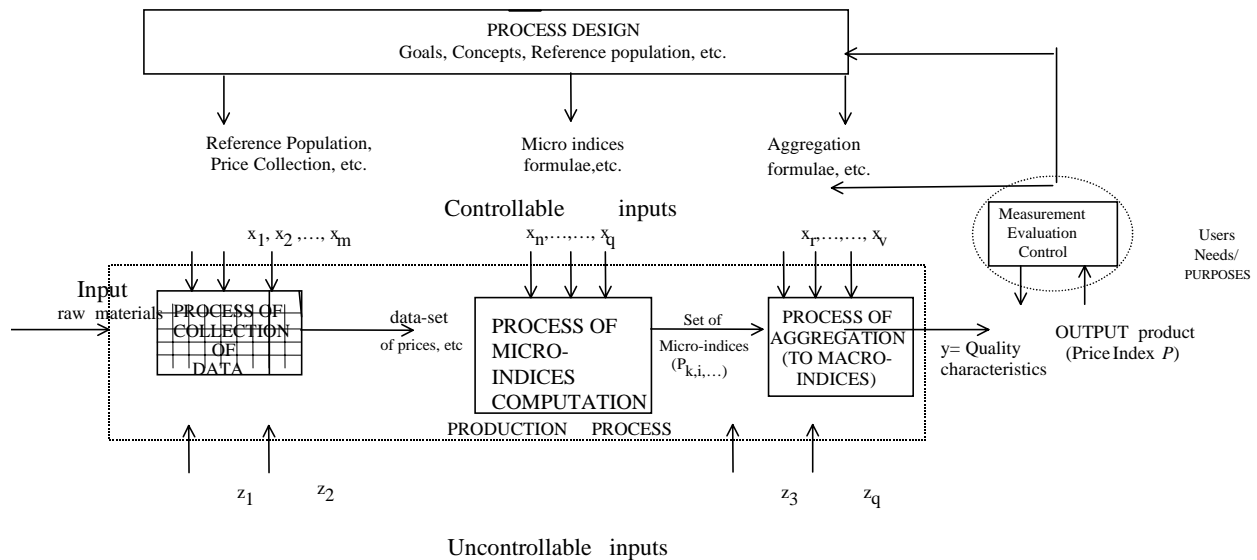 PROCESS DESIGN
Goals, Concepts, Reference population, etc.
Reference Population,
Price Collection, etc.
Micro indices
formulae,etc.
Aggregation
formulae, etc.
Controllable inputs
x1, x2 ,…, xm
xn,…,…, xq
xr,…,…, xv
Measurement
Evaluation
Control
Users
Needs/
PURPOSES
Input
raw materials
PROCESS OF
COLLECTION
OF
DATA
data-set
of prices, etc
PROCESS OF
MICRO-
INDICES
COMPUTATION
Set of
Micro-indices
(Pk,i,…)
PROCESS OF
AGGREGATION
(TO MACRO-
INDICES)
y= Quality
characteristics
OUTPUT product
(Price Index P)
PRODUCTION PROCESS
z1
z2
z3
zq
Uncontrollable inputs